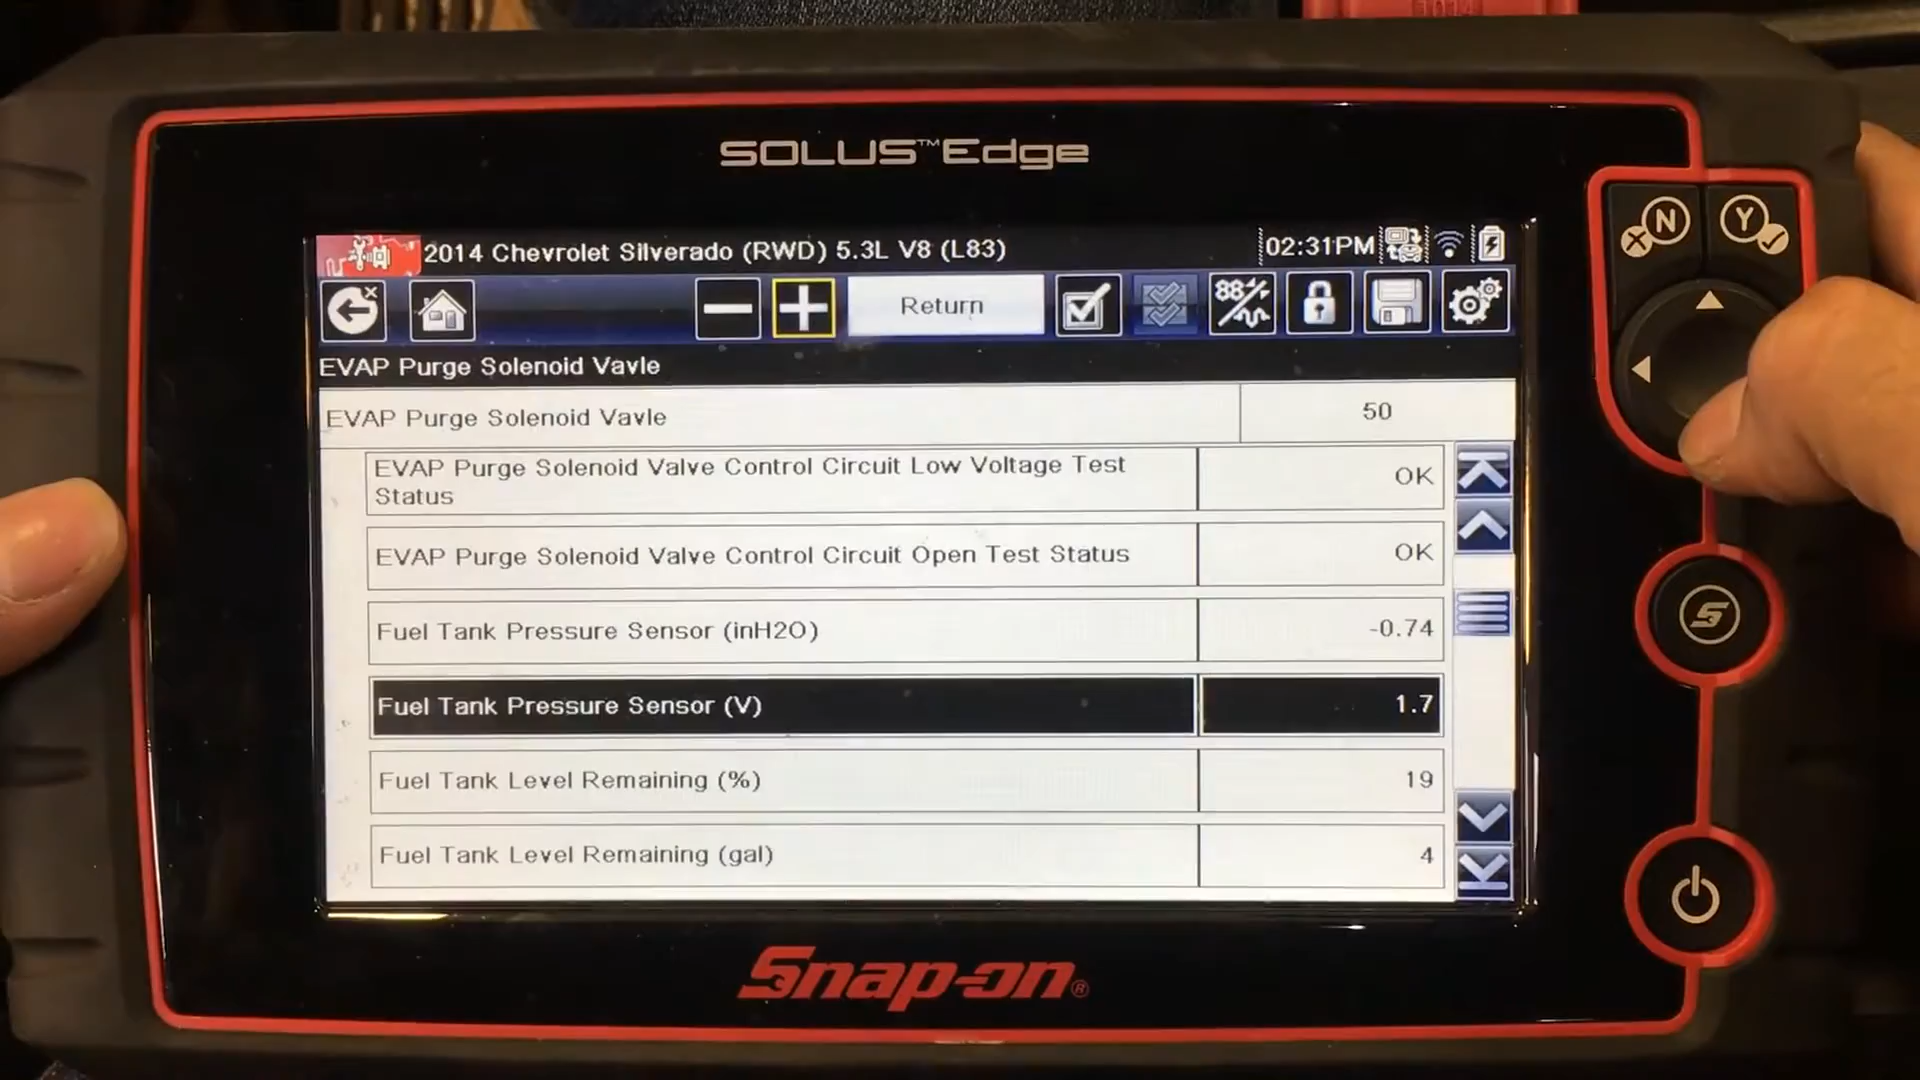 SOLUS™Edge
2014 Chevrolet Silverado (RWD) 5.3L V8 (L83)
02:31PM
Return
EVAP Purge Solenoid Vavle
EVAP Purge Solenoid Vavle 50
EVAP Purge Solenoid Valve Control Circuit Low Voltage Test
Status OK
EVAP Purge Solenoid Valve Control Circuit Open Test Status OK
Fuel Tank Pressure Sensor (inH2O) -0.74
Fuel Tank Pressure Sensor (V) 1.7
Fuel Tank Level Remaining (%) 19
Fuel Tank Level Remaining (gal) 4
Snap-on®
N
Y
S